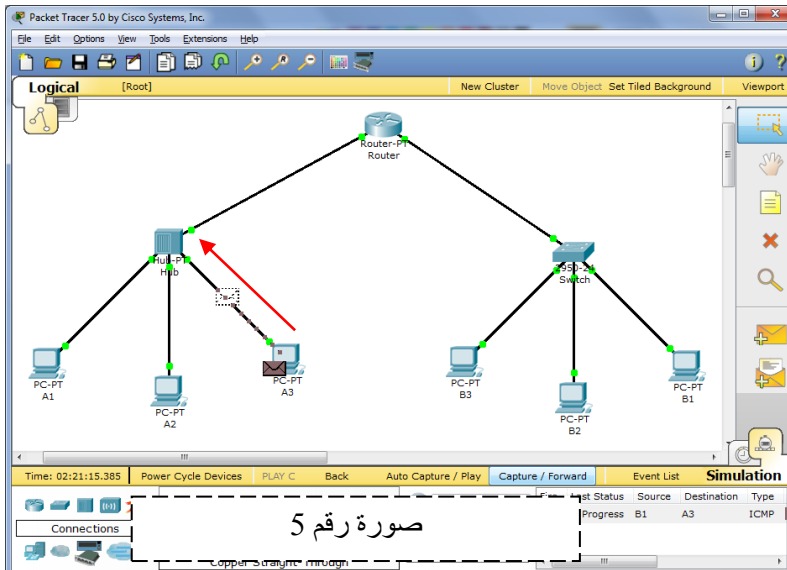 Packet Tracer 5.0 by Cisco Systems, Inc.
File Edit Options View Tools Extensions Help
Logical [Root] New Cluster Move Object Set Tiled Background Viewport
Router-PT
Router
Hub-PT
Hub
2950-24
Switch
PC-PT
A1
PC-PT
A2
PC-PT
A3
PC-PT
B3
PC-PT
B2
PC-PT
B1
Time: 02:21:15.385 Power Cycle Devices PLAY C Back Auto Capture / Play Capture / Forward Event List Simulation
Last Status Source Destination Type
Progress B1 A3 ICMP
Connections
صورة رقم 5
Copper Straight-Through